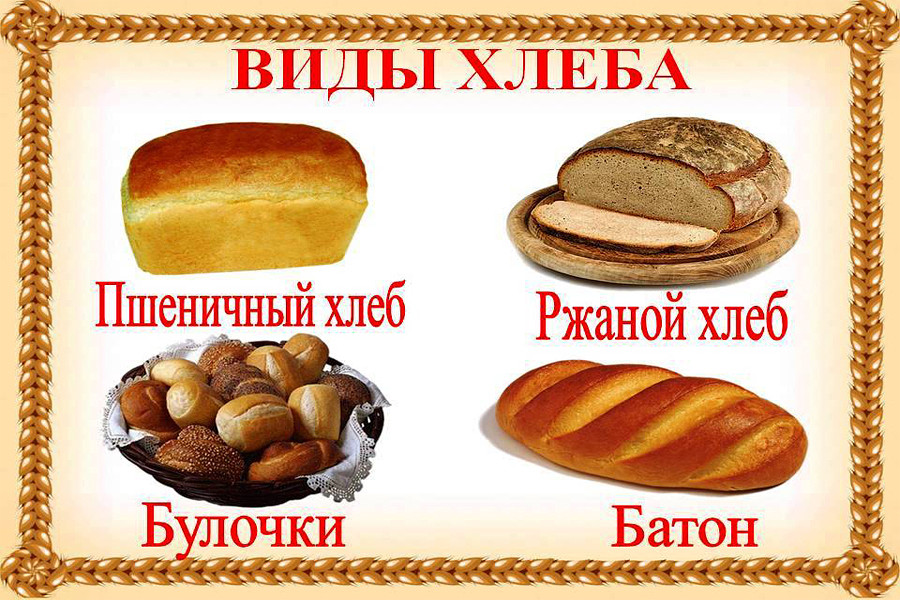 ВИДЫ ХЛЕБА
Пшеничный хлеб
Ржаной хлеб
Булочки
Батон